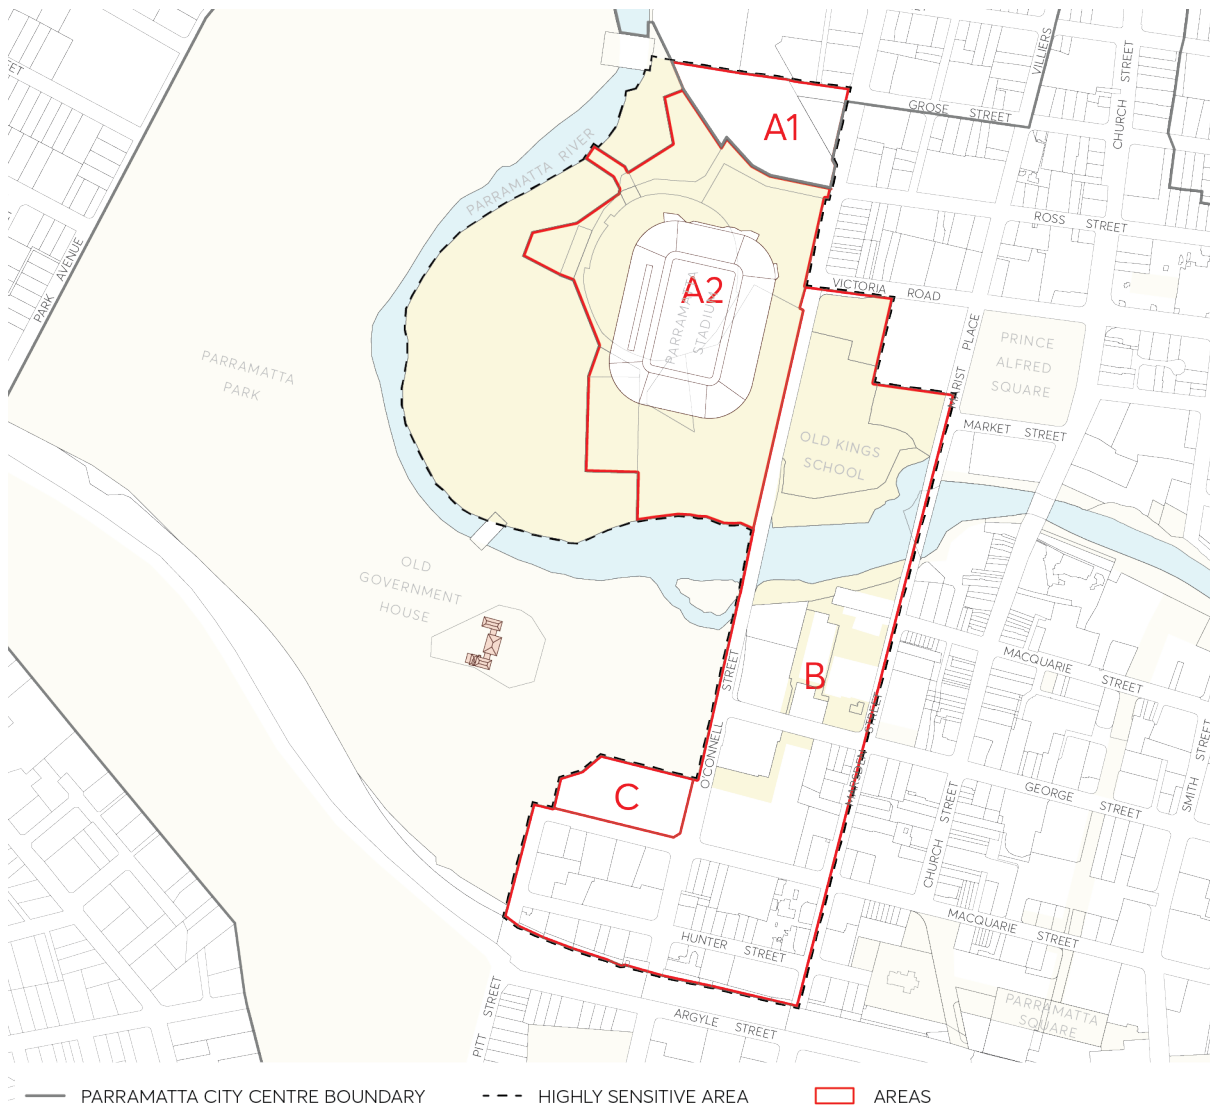 VILLIERS
CHURCH STREET
ET
GROSE STREET
A1
PARRAMATTA RIVER
ROSS STREET
PARK AVENUE
VICTORIA ROAD
A2
PARRAMATTA
STADIUM
PARRAMATTA
PARK
MARIST PLACE
PRINCE
ALFRED
SQUARE
MARKET STREET
OLD KINGS
SCHOOL
OLD
GOVERNMENT
HOUSE
MACQUARIE STREET
B
O'CONNELL STREET
MARSDEN STREET
C
GEORGE STREET
SMITH STREET
CHURCH STREET
MACQUARIE STREET
HUNTER STREET
PARRAMATTA
SQUARE
PITT STREET
ARGYLE STREET
PARRAMATTA CITY CENTRE BOUNDARY
HIGHLY SENSITIVE AREA
AREAS